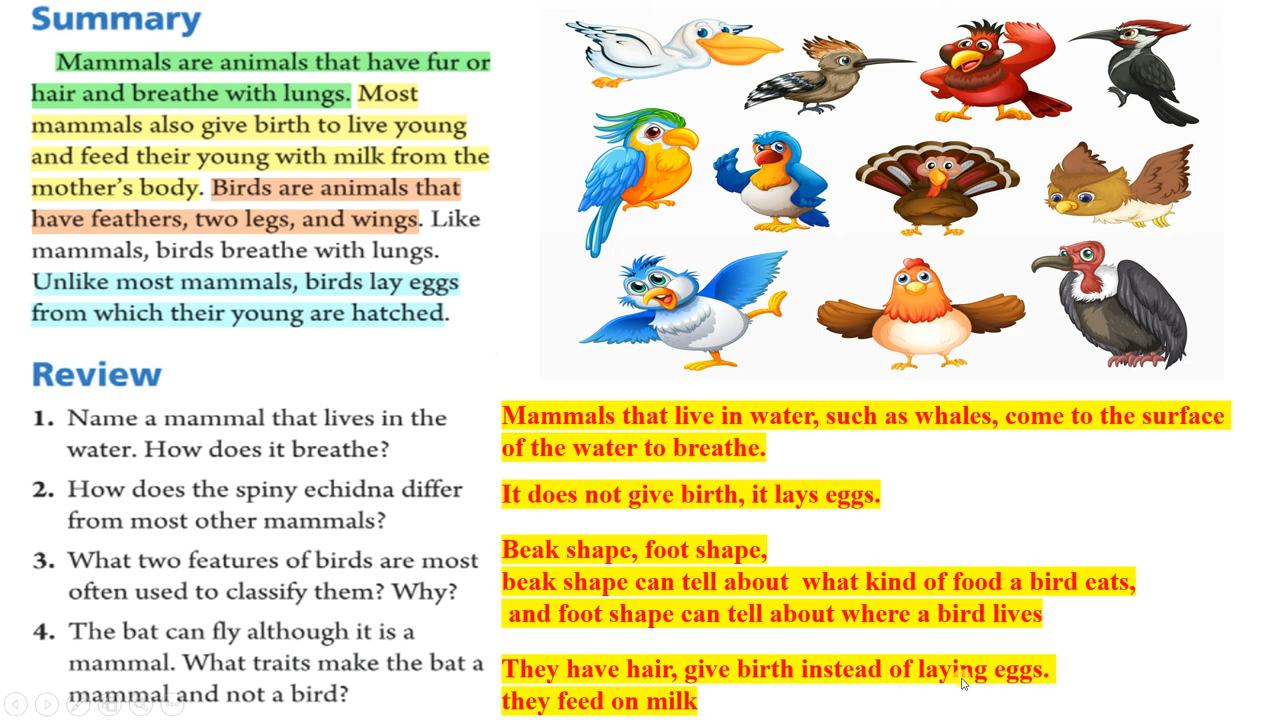 Summary
Mammals are animals that have fur or
hair and breathe with lungs. Most
mammals also give birth to live young
and feed their young with milk from the
mother's body. Birds are animals that
have feathers, two legs, and wings. Like
mammals, birds breathe with lungs.
Unlike most mammals, birds lay eggs
from which their young are hatched.
Review
1. Name a mammal that lives in the
water. How does it breathe?
2. How does the spiny echidna differ
from most other mammals?
3. What two features of birds are most
often used to classify them? Why?
4. The bat can fly although it is a
mammal. What traits make the bat a
mammal and not a bird?
Mammals that live in water, such as whales, come to the surface
of the water to breathe.
It does not give birth, it lays eggs.
Beak shape, foot shape,
beak shape can tell about what kind of food a bird eats,
and foot shape can tell about where a bird lives
They have hair, give birth instead of laying eggs.
they feed on milk